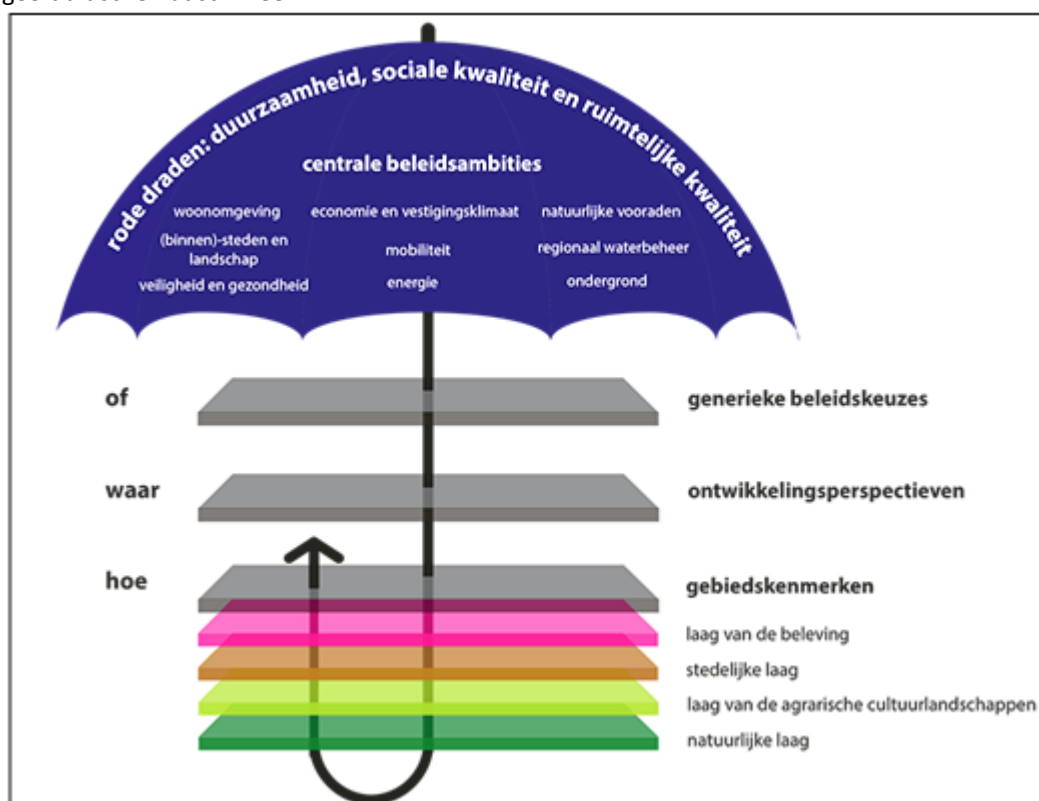 rode draden: duurzaamheid, sociale kwaliteit en ruimtelijke kwaliteit
centrale beleidsambities
woonomgeving
economie en vestigingsklimaat
natuurlijke vooraden
(binnen)-steden en
landschap
mobiliteit
regionaal waterbeheer
veiligheid en gezondheid
energie
ondergrond
of
generieke beleidskeuzes
waar
ontwikkelingsperspectieven
hoe
gebiedskenmerken
laag van de beleving
stedelijke laag
laag van de agrarische cultuurlandschappen
natuurlijke laag